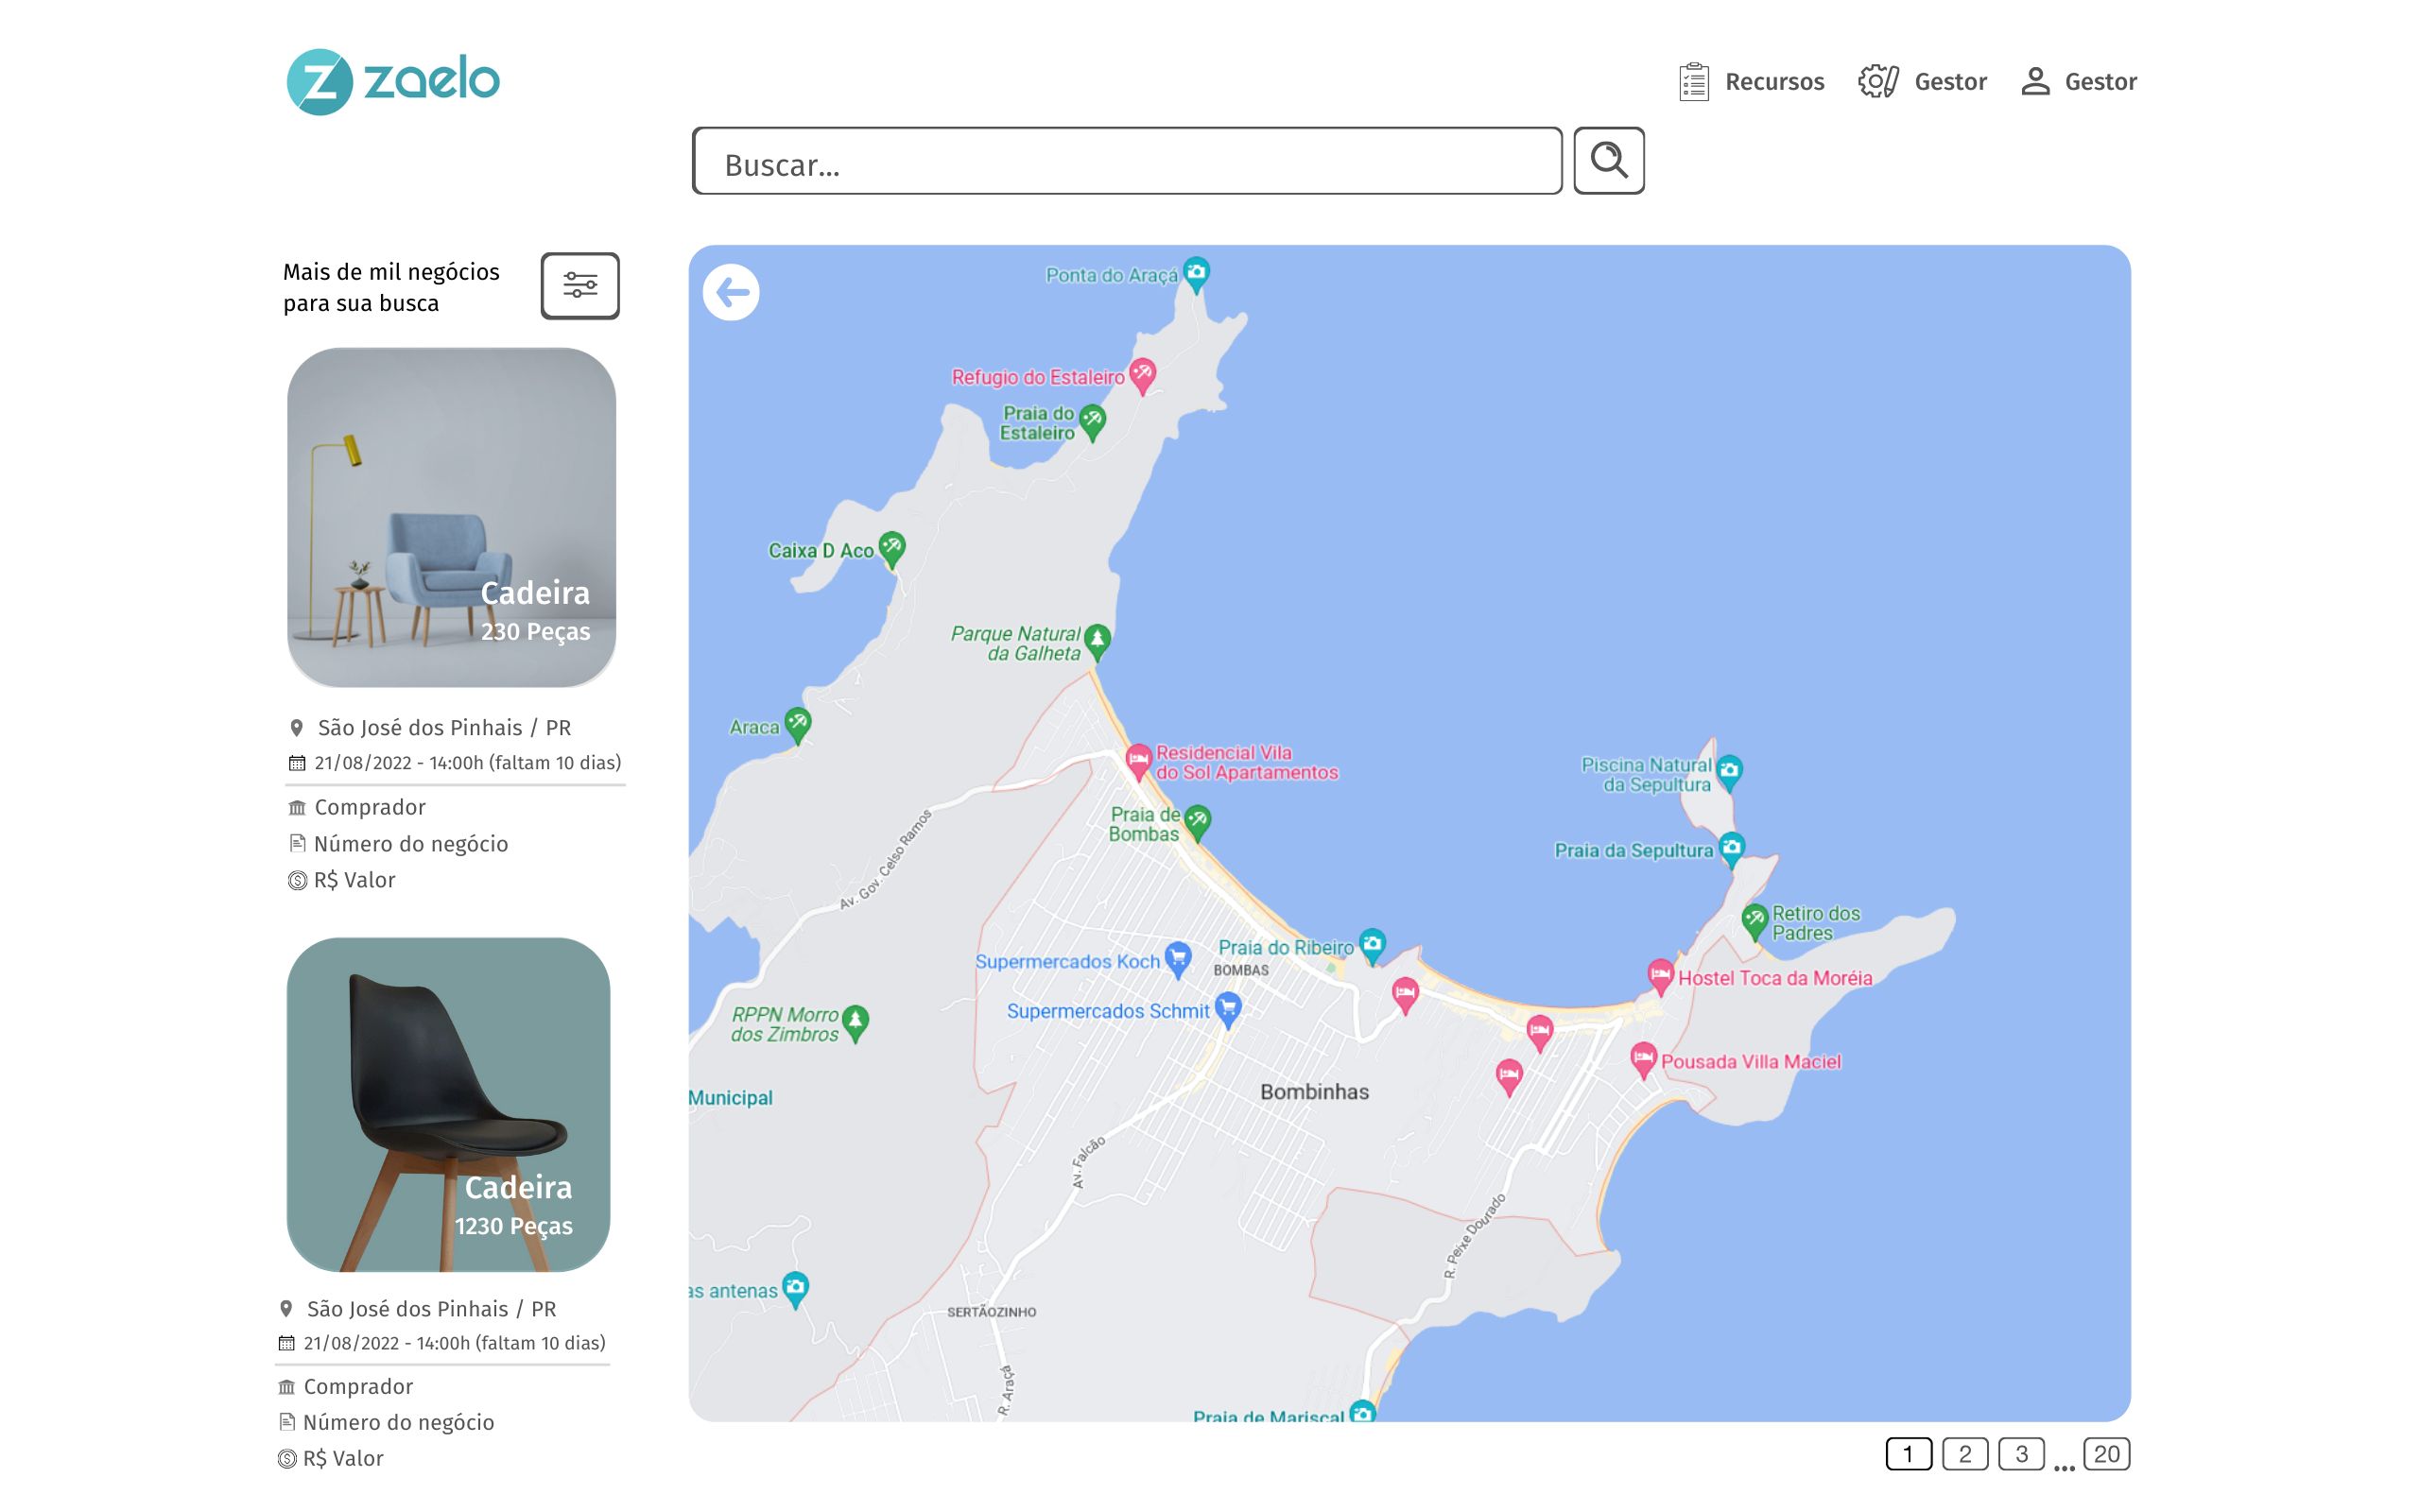 zaelo
Recursos
Gestor
Gestor
Buscar...
Mais de mil negócios
para sua busca
Cadeira
230 Peças
São José dos Pinhais / PR
21/08/2022 - 14:00h (faltam 10 dias)
Comprador
Número do negócio
R$ Valor
Cadeira
1230 Peças
São José dos Pinhais / PR
21/08/2022 - 14:00h (faltam 10 dias)
Comprador
Número do negócio
R$ Valor
Ponta do Araçá
Refugio do Estaleiro
Praia do
Estaleiro
Caixa D Aco
Parque Natural
da Galheta
Araca
Residencial Vila
do Sol Apartamentos
Piscina Natural
da Sepultura
Praia de
Bombas
Praia da Sepultura
Av. Gov. Celso Ramos
Retiro dos
Padres
Praia do Ribeiro
Supermercados Koch
BOMBAS
Hostel Toca da Moréia
Supermercados Schmit
RPPN Morro
dos Zimbros
Pousada Villa Maciel
Bombinhas
Municipal
Av. Falcão
R. Peixe Dourado
as antenas
SERTÃOZINHO
R. Araçá
Praia de Mariscal
1 2 3 ... 20